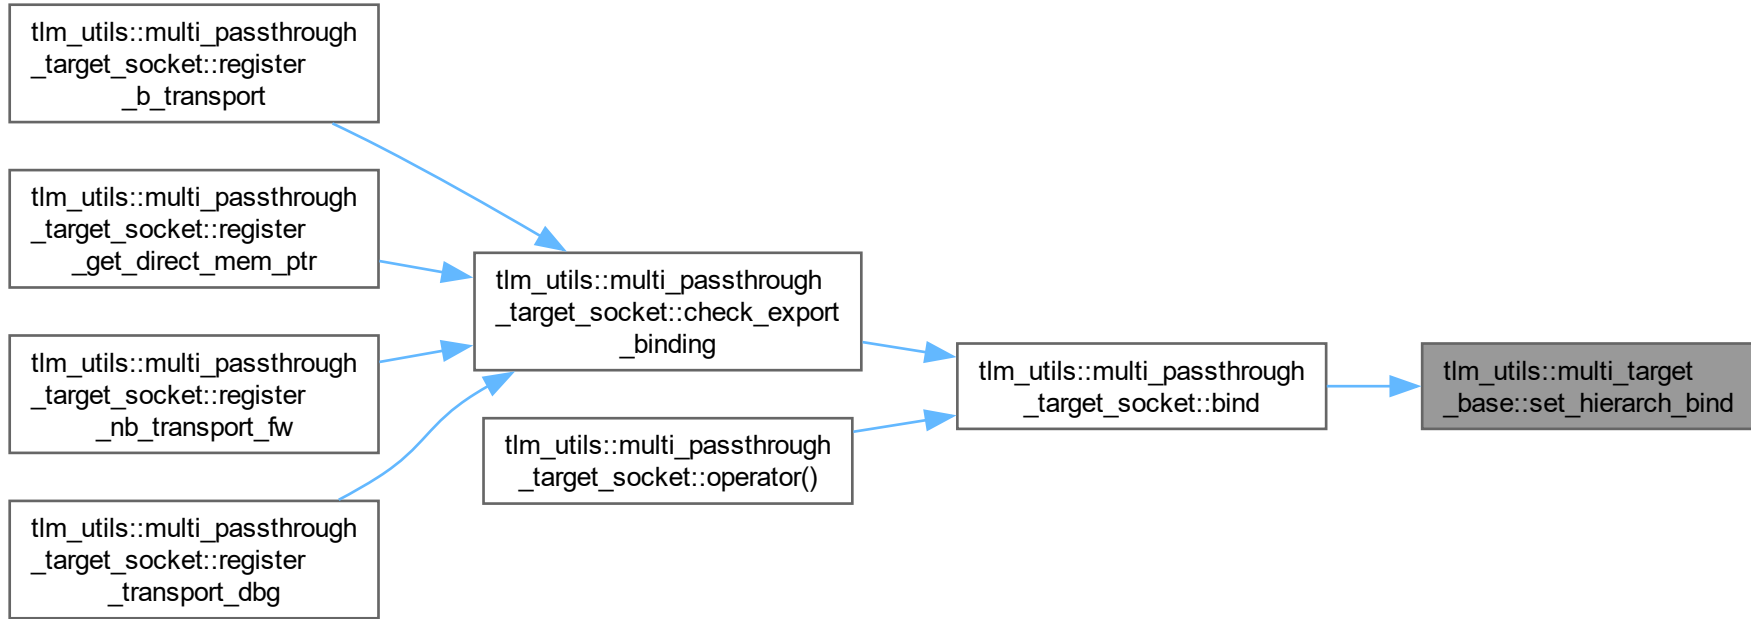 tlm_utils::multi_passthrough
_target_socket::register
_b_transport
tlm_utils::multi_passthrough
_target_socket::register
_get_direct_mem_ptr
tlm_utils::multi_passthrough
_target_socket::register
_nb_transport_fw
tlm_utils::multi_passthrough
_target_socket::register
_transport_dbg
tlm_utils::multi_passthrough
_target_socket::check_export
_binding
tlm_utils::multi_passthrough
_target_socket::operator()
tlm_utils::multi_passthrough
_target_socket::bind
tlm_utils::multi_target
_base::set_hierarch_bind